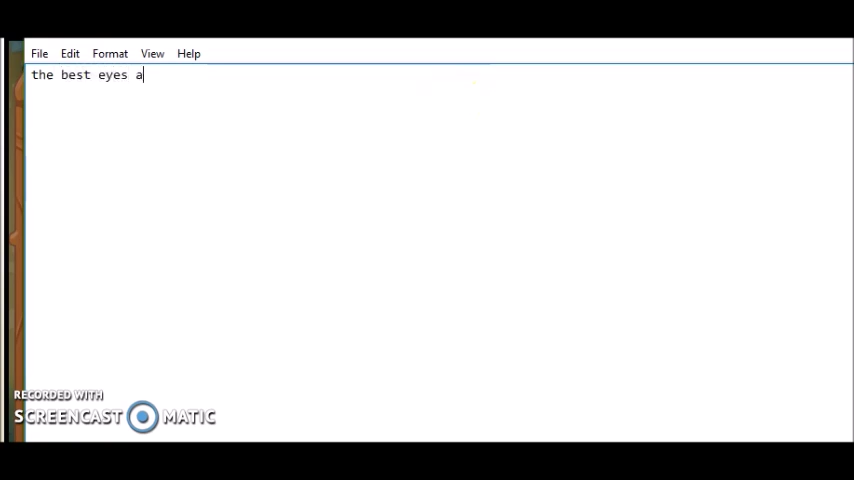 File Edit Format View Help
the best eyes a
RECORDED WITH
SCREENCAST MATIC